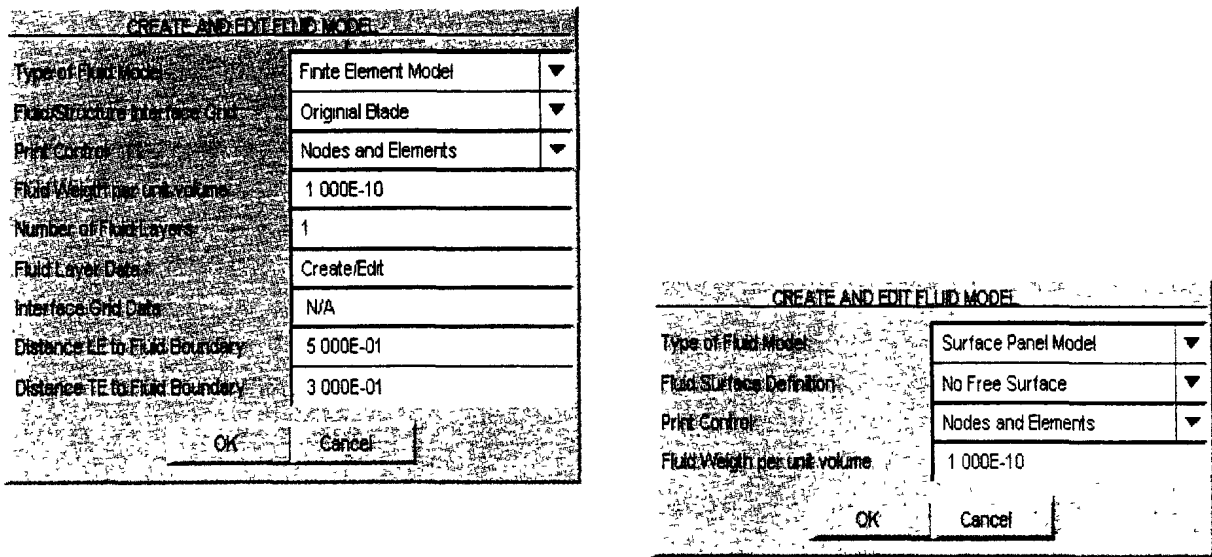 CREATE AND EDIT FLUID MODEL
Type of Fluid Model Finite Element Model
Fluid/Structure Interface Grid Originial Blade
Print Control Nodes and Elements
Fluid Weigth per unit volume 1 000E-10
Number of Fluid Layers 1
Fluid Layer Data Create/Edit
Interface Grid Data N/A
Distance LE to Fluid Boundary 5 000E-01
Distance TE to Fluid Boundary 3 000E-01
OK Cancel
CREATE AND EDIT FLUID MODEL
Type of Fluid Model Surface Panel Model
Fluid Surface Definition No Free Surface
Print Control Nodes and Elements
Fluid Weigth per unit volume 1 000E-10
OK Cancel